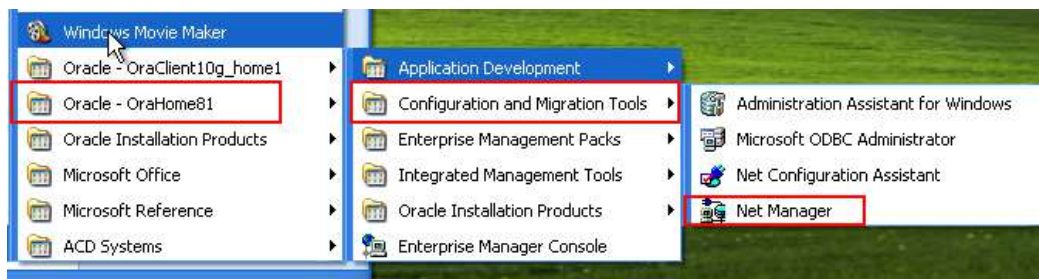 Windows Movie Maker
Oracle - OraClient10g_home1
Oracle - OraHome81
Oracle Installation Products
Microsoft Office
Microsoft Reference
ACD Systems
Application Development
Configuration and Migration Tools
Enterprise Management Packs
Integrated Management Tools
Oracle Installation Products
Enterprise Manager Console
Administration Assistant for Windows
Microsoft ODBC Administrator
Net Configuration Assistant
Net Manager